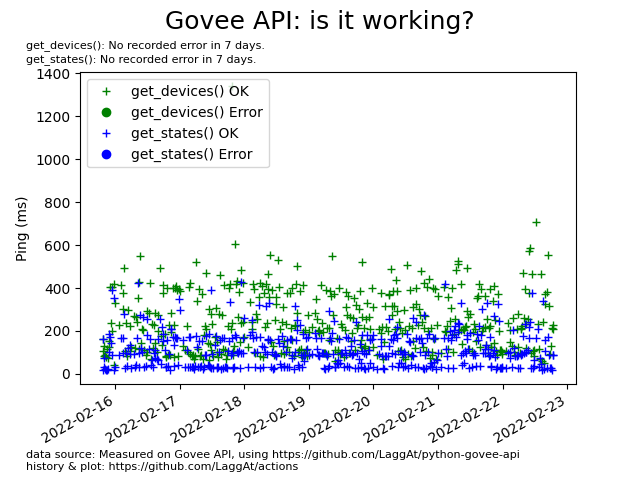 Govee API: is it working?
get_devices(): No recorded error in 7 days.
get_states(): No recorded error in 7 days.
1400
1200
1000
800
600
400
200
0
Ping (ms)
get_devices() OK
get_devices() Error
get_states() OK
get_states() Error
2022-02-16
2022-02-17
2022-02-18
2022-02-19
2022-02-20
2022-02-21
2022-02-22
2022-02-23
data source: Measured on Govee API, using https://github.com/LaggAt/python-govee-api
history & plot: https://github.com/LaggAt/actions